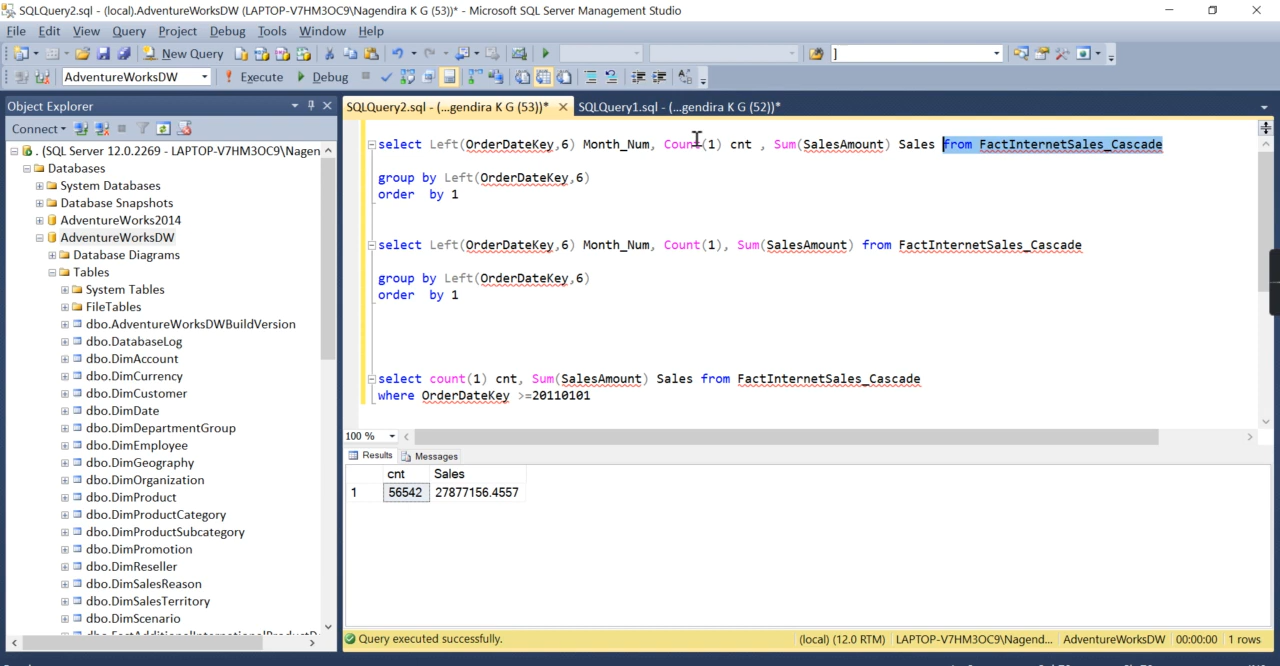 SQLQuery2.sql - (local).AdventureWorksDW (LAPTOP-V7HM3OC9\Nagendira K G (53))* - Microsoft SQL Server Management Studio
File Edit View Query Project Debug Tools Window Help
New Query ]
AdventureWorksDW Execute Debug
Object Explorer
Connect
. (SQL Server 12.0.2269 - LAPTOP-V7HM3OC9\Nagen
Databases
System Databases
Database Snapshots
AdventureWorks2014
AdventureWorksDW
Database Diagrams
Tables
System Tables
FileTables
dbo.AdventureWorksDWBuildVersion
dbo.DatabaseLog
dbo.DimAccount
dbo.DimCurrency
dbo.DimCustomer
dbo.DimDate
dbo.DimDepartmentGroup
dbo.DimEmployee
dbo.DimGeography
dbo.DimOrganization
dbo.DimProduct
dbo.DimProductCategory
dbo.DimProductSubcategory
dbo.DimPromotion
dbo.DimReseller
dbo.DimSalesReason
dbo.DimSalesTerritory
dbo.DimScenario
SQLQuery2.sql - (...gendira K G (53))* SQLQuery1.sql - (...gendira K G (52))*
select Left(OrderDateKey,6) Month_Num, Count(1) cnt , Sum(SalesAmount) Sales from FactInternetSales_Cascade
group by Left(OrderDateKey,6)
order by 1
select Left(OrderDateKey,6) Month_Num, Count(1), Sum(SalesAmount) from FactInternetSales_Cascade
group by Left(OrderDateKey,6)
order by 1
select count(1) cnt, Sum(SalesAmount) Sales from FactInternetSales_Cascade
where OrderDateKey >=20110101
100 %
Results Messages
cnt Sales
1 56542 27877156.4557
Query executed successfully. (local) (12.0 RTM) LAPTOP-V7HM3OC9\Nagend... AdventureWorksDW 00:00:00 1 rows